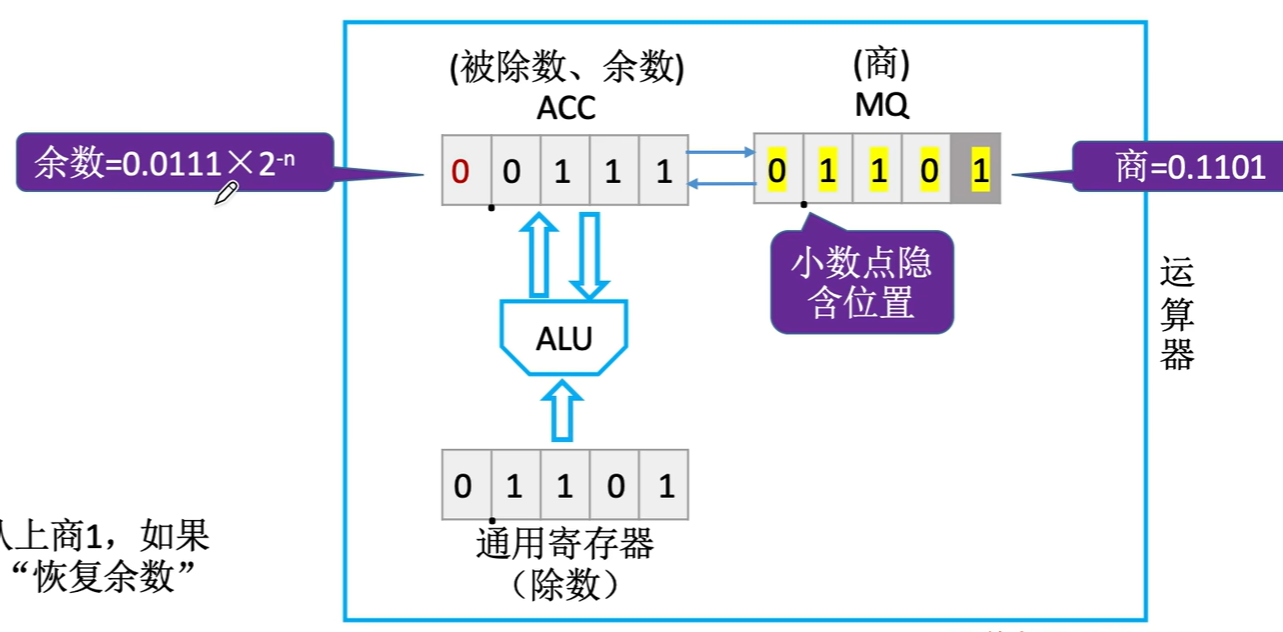 (被除数、余数)
ACC
(商)
MQ
余数=0.0111×2-n
0 0 1 1 1
0 1 1 0 1
商=0.1101
小数点隐
含位置
运
算
器
ALU
0 1 1 0 1
通用寄存器
（除数）
上商1，如果
“恢复余数”